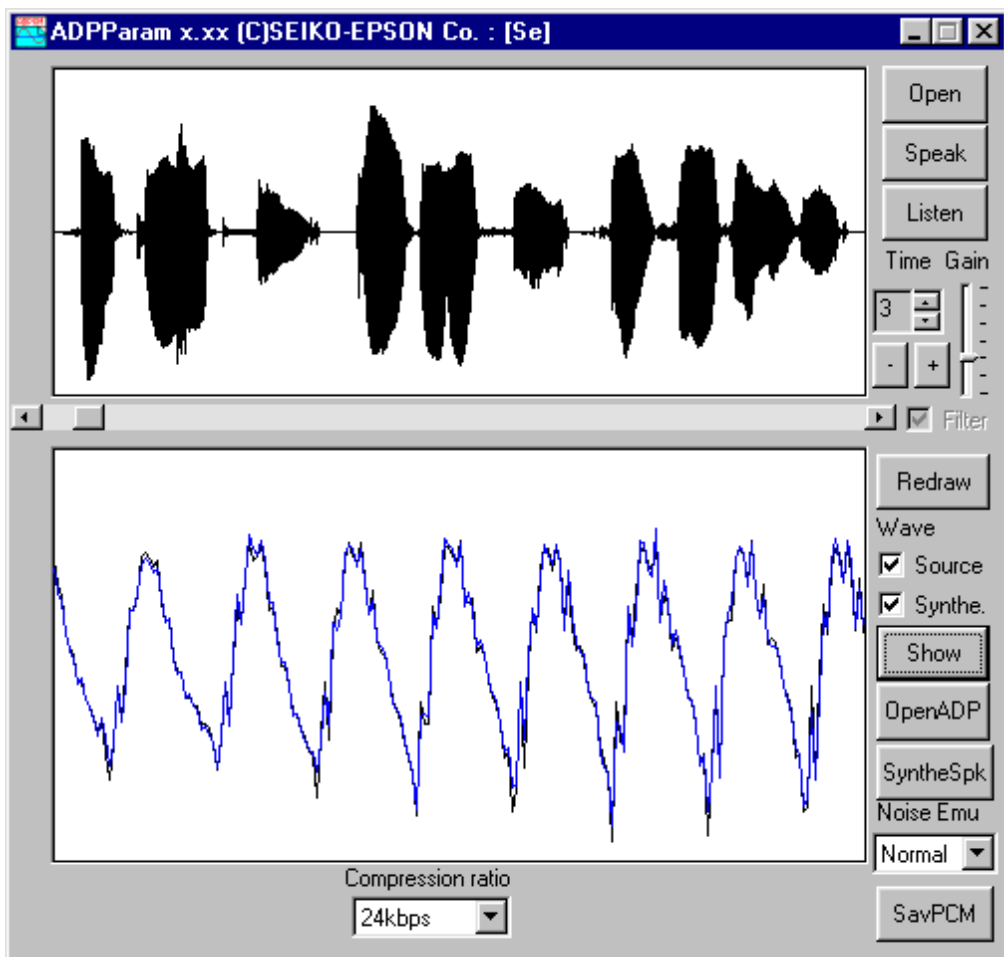 ADPParam x.xx (C)SEIKO-EPSON Co. : [Se]
Open
Speak
Listen
Time Gain
3
- +
Filter
Redraw
Wave
Source
Synthe.
Show
OpenADP
SyntheSpk
Noise Emu
Normal
Compression ratio
24kbps
SavPCM